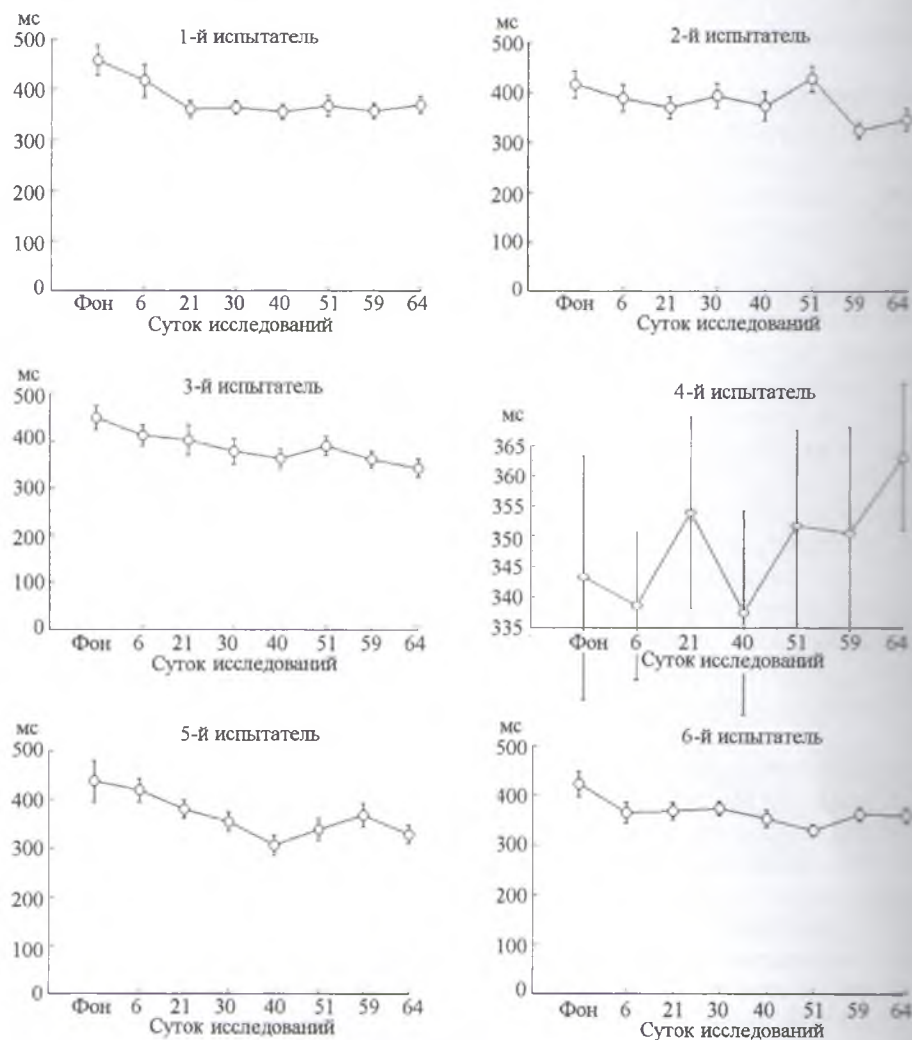 мс
1-й испытатель
500
400
300
200
100
0
Фон 6 21 30 40 51 59 64
Суток исследований
мс
2-й испытатель
500
400
300
200
100
0
Фон 6 21 30 40 51 59 64
Суток исследований
3-й испытатель
мс
500
400
300
200
100
0
Фон 6 21 30 40 51 59 64
Суток исследований
4-й испытатель
мс
365
360
355
350
345
340
335
Фон 6 21 40 51 59 64
Суток исследований
мс
5-й испытатель
500
400
300
200
100
0
Фон 6 21 30 40 51 59 64
Суток исследований
мс
6-й испытатель
500
400
300
200
100
0
Фон 6 21 30 40 51 59 64
Суток исследований